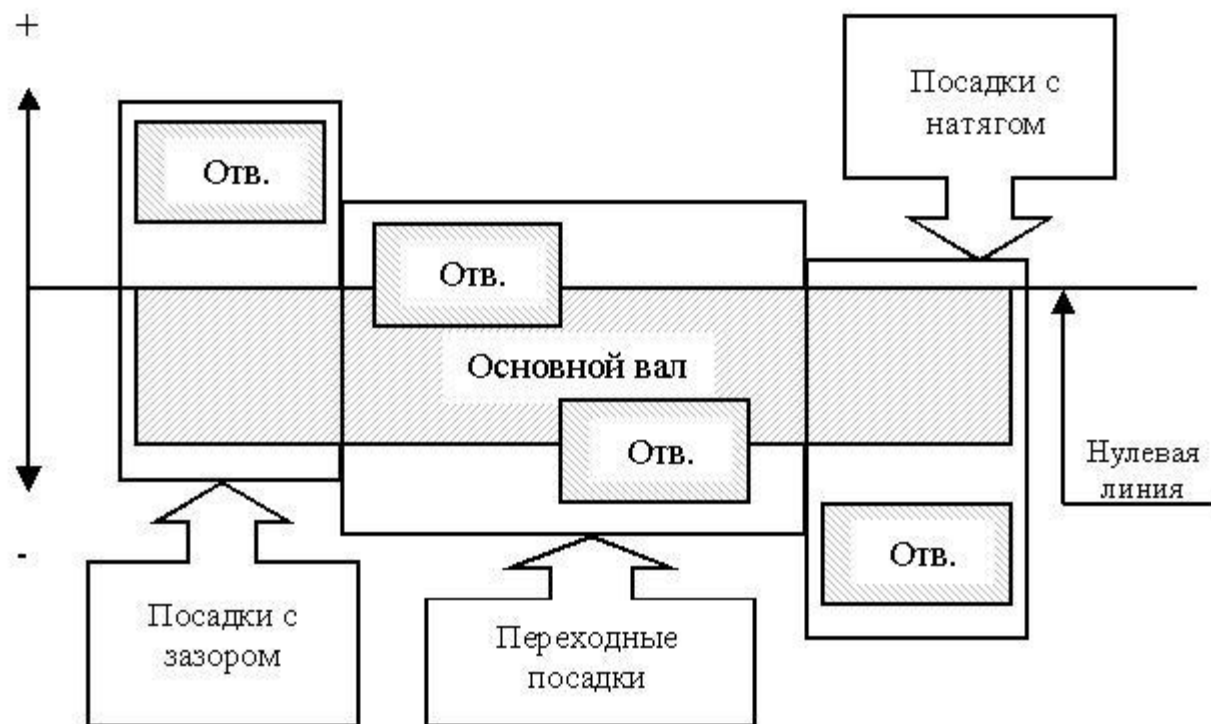 +
Посадки с
натягом
Отв.
Отв.
Основной вал
Отв.
Нулевая
линия
-
Отв.
Посадки с
зазором
Переходные
посадки